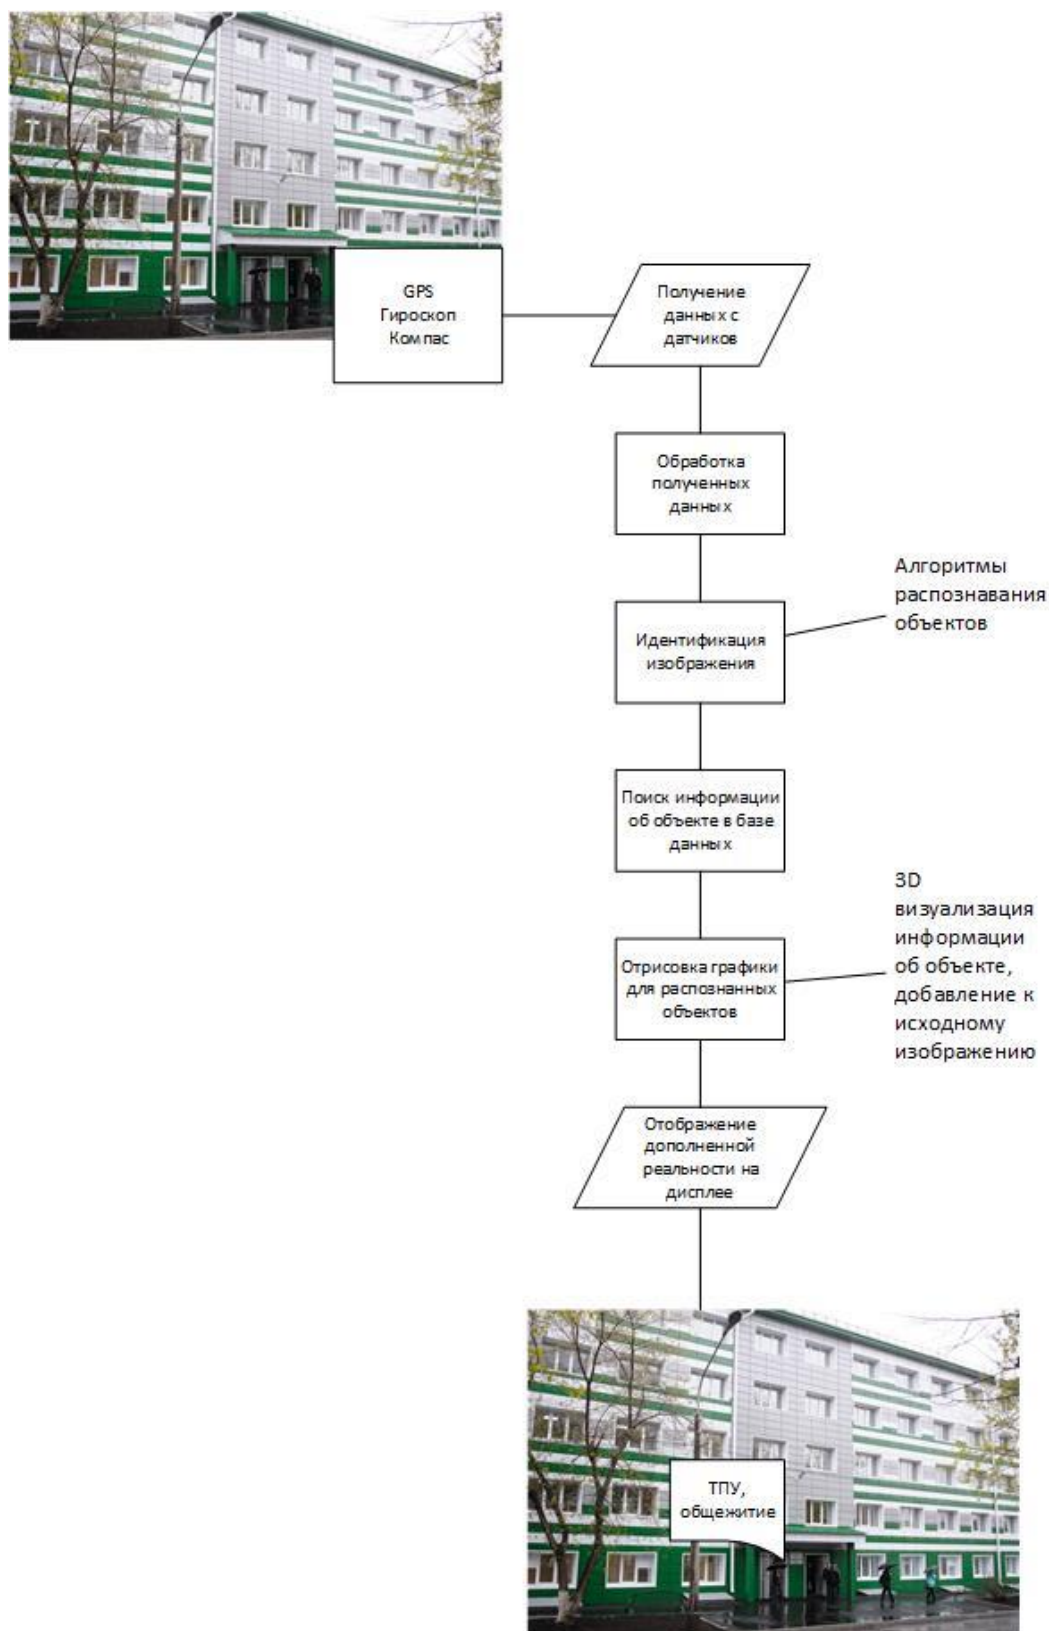 GPS
Гироскоп
Компас
Получение
данных с
датчиков
Обработка
полученных
данных
Идентификация
изображения
Алгоритмы
распознавания
объектов
Поиск информации
об объекте в базе
данных
Отрисовка графики
для распознанных
объектов
3D
визуализация
информации
об объекте,
добавление к
исходному
изображению
Отображение
дополненной
реальности на
дисплее
ТПУ,
общежитие